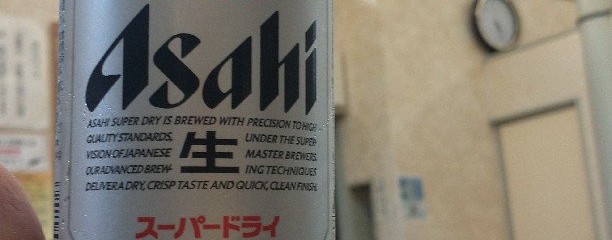 Asahi
ASAHI SUPER DRY IS BREWED WITH PRECISION TO HIGH
QUALITY STANDARDS, UNDER THE SUPER-
VISION OF JAPANESE 生 MASTER BREWERS.
OUR ADVANCED BREW- ING TECHNIQUES
DELIVER A DRY, CRISP TASTE AND QUICK, CLEAN FINISH.
スーパードライ